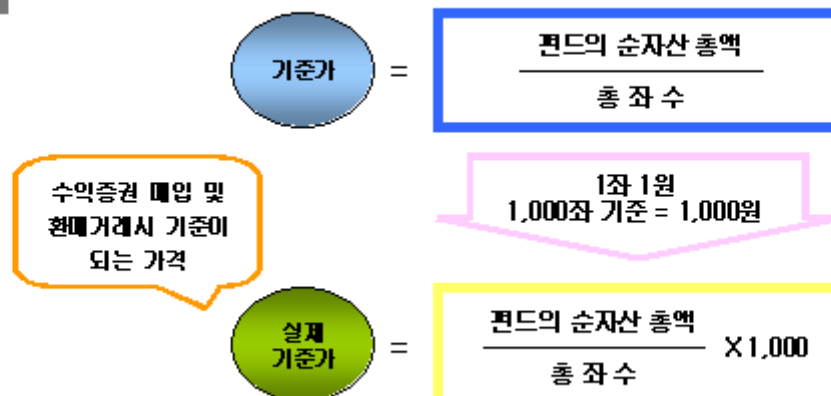 기준가
=
펀드의 순자산 총액
총 좌 수
1좌 1원
1,000좌 기준 = 1,000원
수익증권 매입 및
환매거래시 기준이
되는 가격
실제
기준가
=
펀드의 순자산 총액
총 좌 수
X1,000